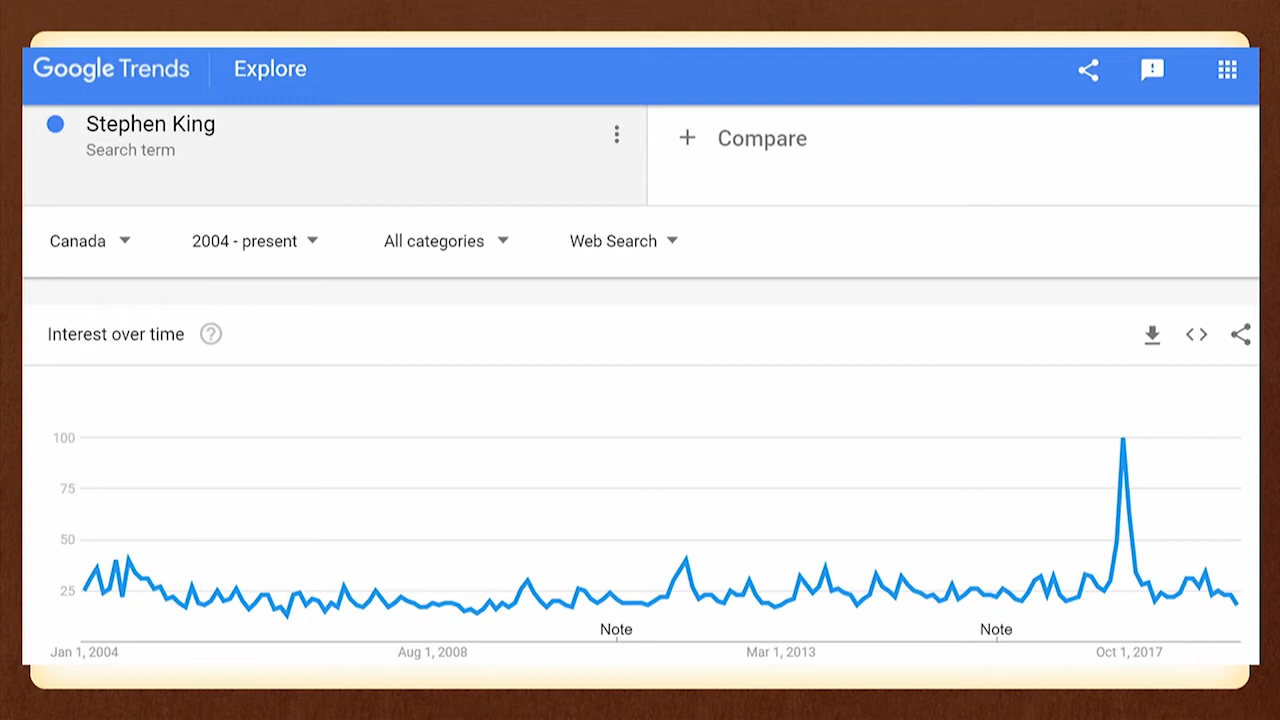 Google Trends Explore
Stephen King
Search term
+ Compare
Canada 2004 - present All categories Web Search
Interest over time ?
100
75
50
25
Note Note
Jan 1, 2004 Aug 1, 2008 Mar 1, 2013 Oct 1, 2017